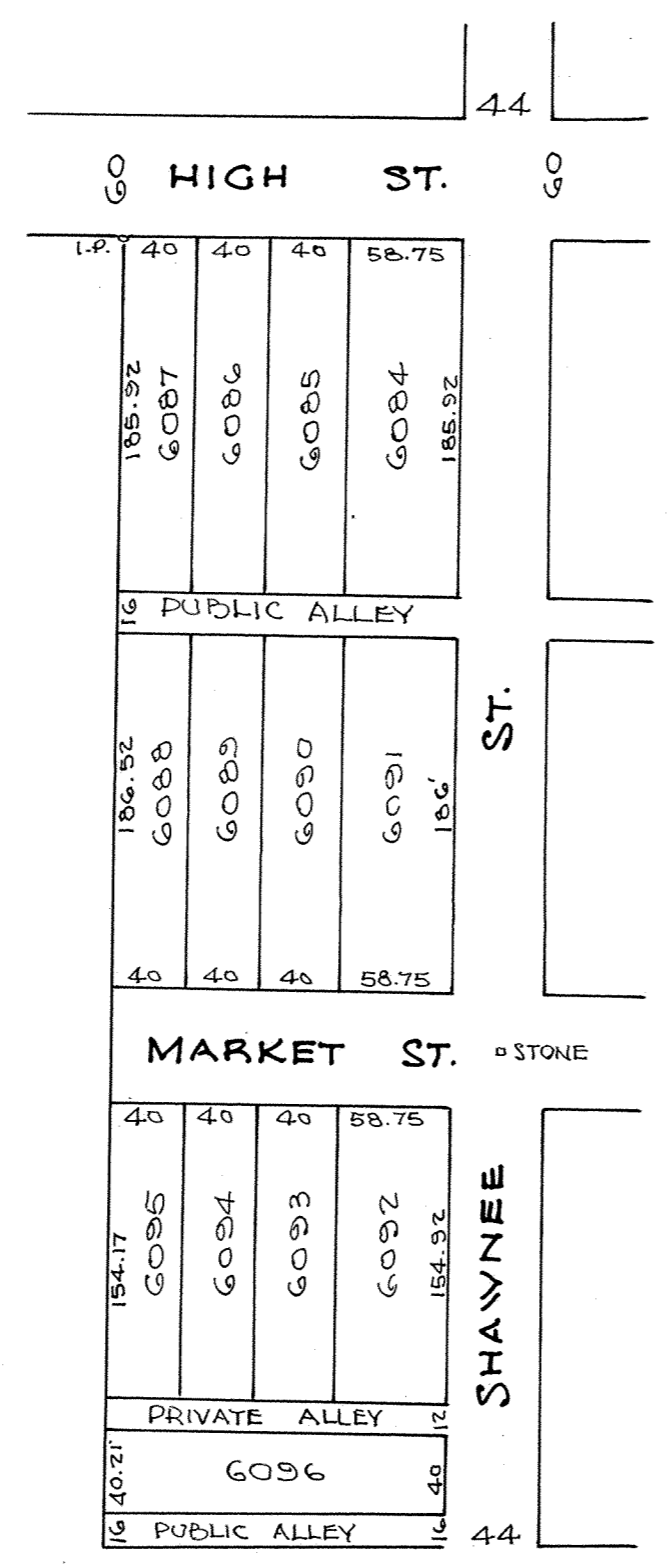 44
60 HIGH ST. 60
I.P. 40 40 40 58.75
185.92 6087 6086 6085 6084 185.92
16 PUBLIC ALLEY
186.52 6088 6089 6090 6091 186'
40 40 40 58.75
ST.
MARKET ST. STONE
40 40 40 58.75
154.17 6095 6094 6093 6092 154.92
SHAWNEE
PRIVATE ALLEY 12
40.21' 6096 40
16 PUBLIC ALLEY 16 44